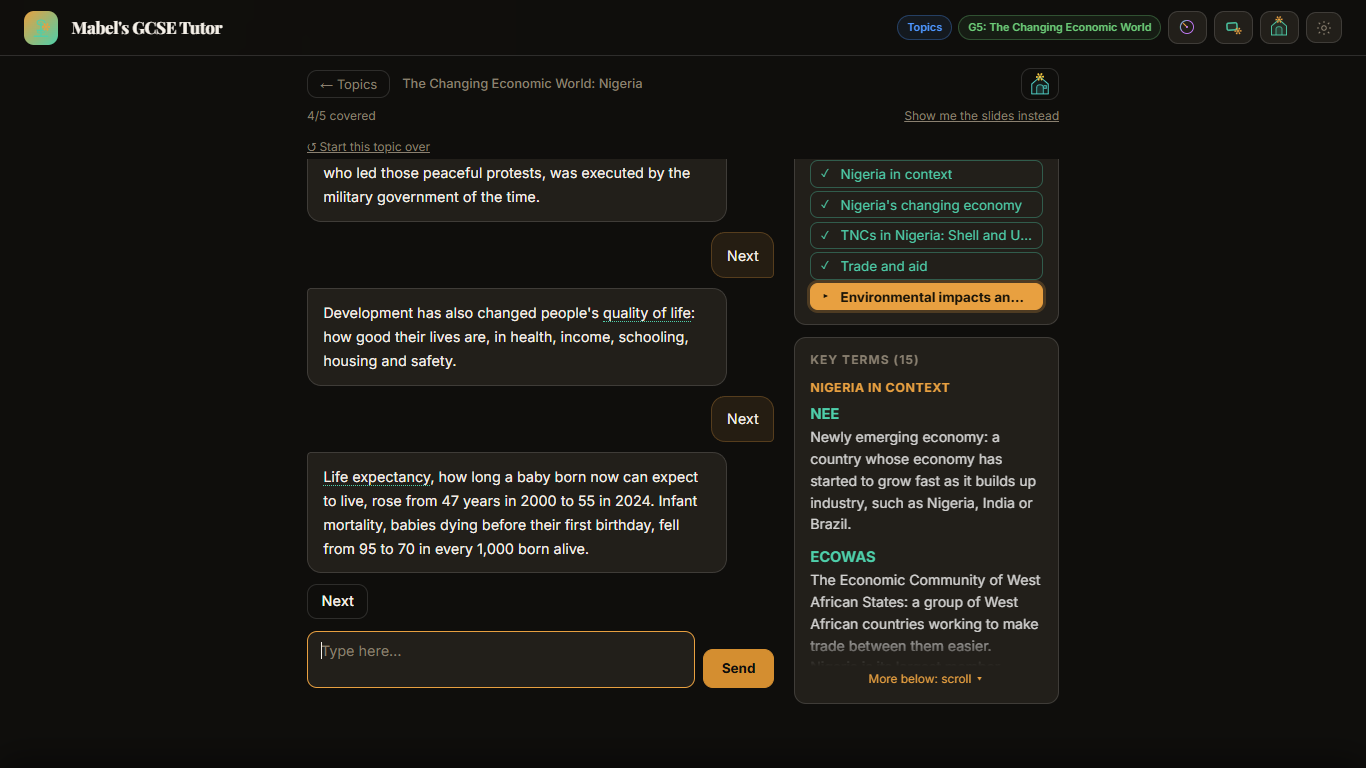 Mabel's GCSE Tutor
Topics
G5: The Changing Economic World
← Topics
The Changing Economic World: Nigeria
4/5 covered
Show me the slides instead
↺ Start this topic over
who led those peaceful protests, was executed by the
military government of the time.
Next
Development has also changed people's quality of life:
how good their lives are, in health, income, schooling,
housing and safety.
Next
Life expectancy, how long a baby born now can expect
to live, rose from 47 years in 2000 to 55 in 2024. Infant
mortality, babies dying before their first birthday, fell
from 95 to 70 in every 1,000 born alive.
Next
Type here...
Send
✓ Nigeria in context
✓ Nigeria's changing economy
✓ TNCs in Nigeria: Shell and U...
✓ Trade and aid
▸ Environmental impacts an...
KEY TERMS (15)
NIGERIA IN CONTEXT
NEE
Newly emerging economy: a
country whose economy has
started to grow fast as it builds up
industry, such as Nigeria, India or
Brazil.
ECOWAS
The Economic Community of West
African States: a group of West
African countries working to make
trade between them easier.
More below: scroll ▾